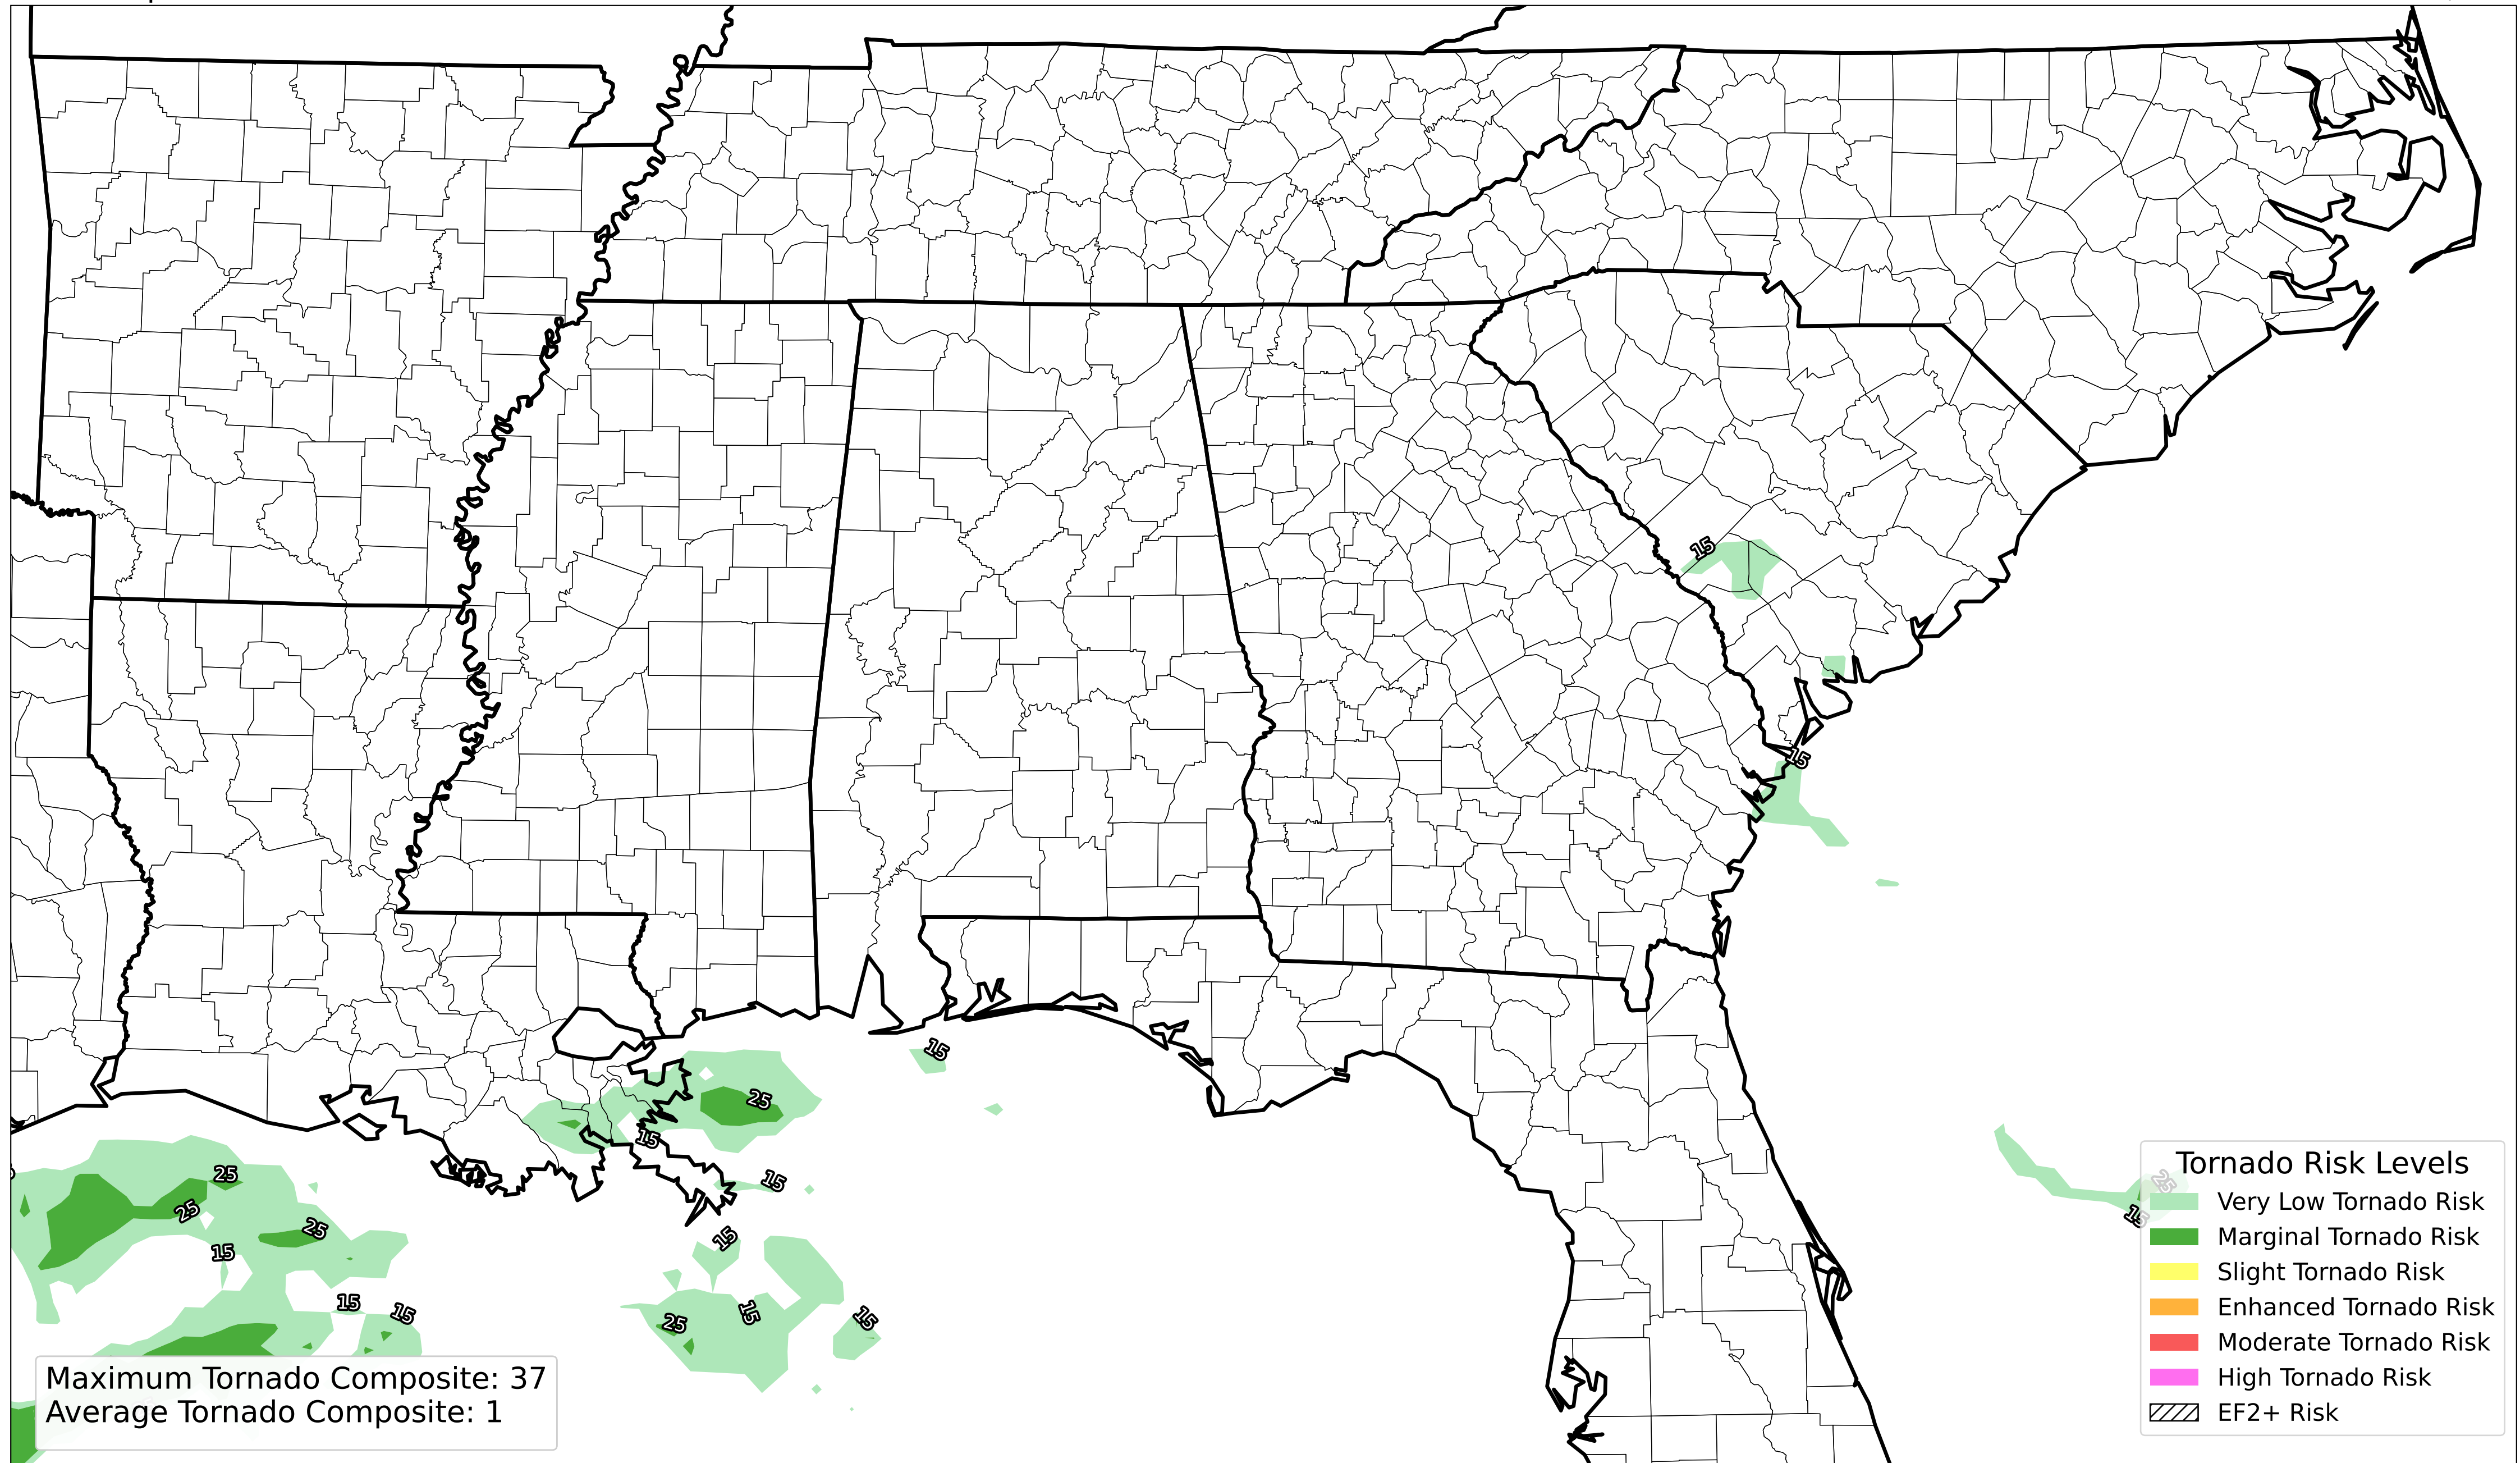 15
15
15
25
15
15
25
25
25
15
15
15
15
25
15
15
25
15
Tornado Risk Levels
Very Low Tornado Risk
Marginal Tornado Risk
Slight Tornado Risk
Enhanced Tornado Risk
Moderate Tornado Risk
High Tornado Risk
EF2+ Risk
Maximum Tornado Composite: 37
Average Tornado Composite: 1